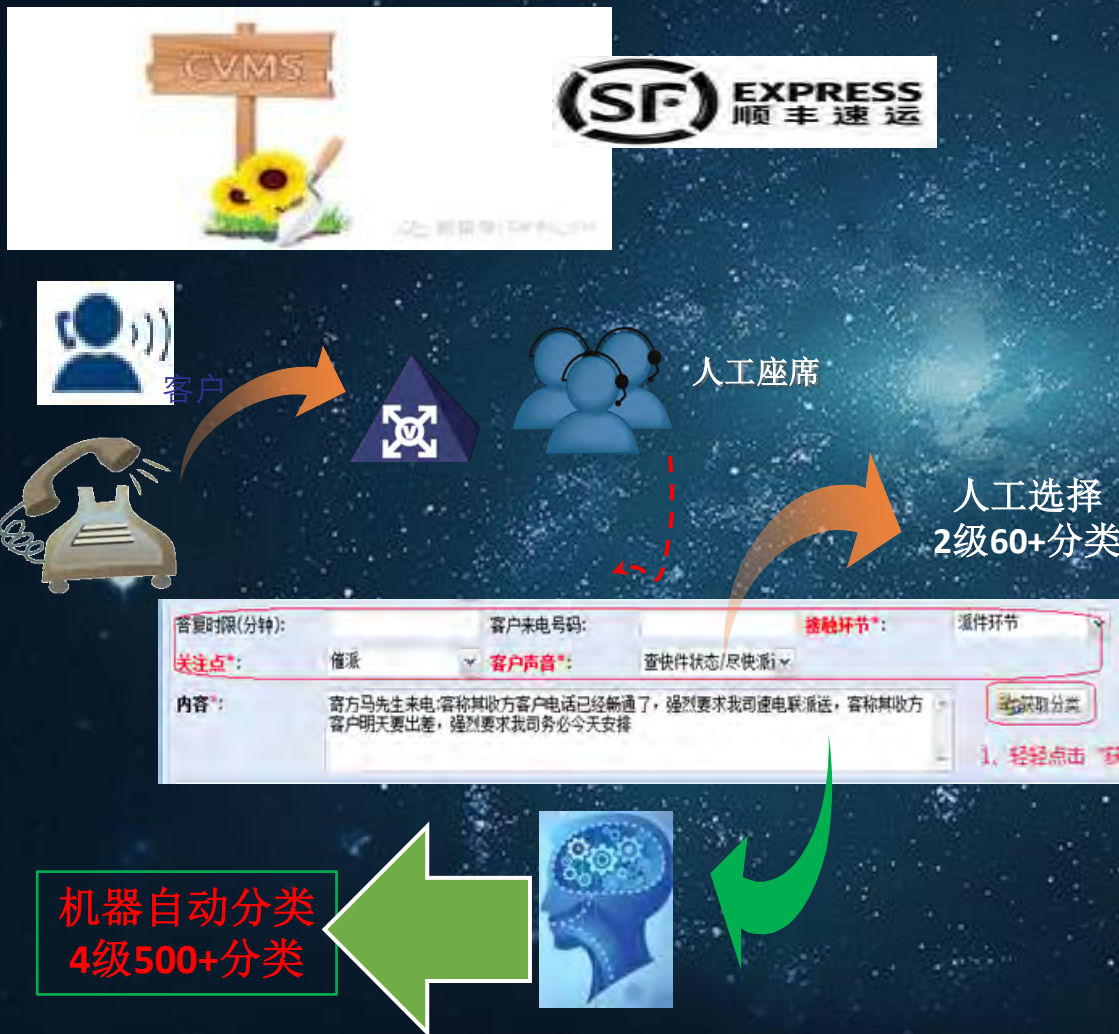 iCVMS
SF EXPRESS
顺丰速运
客户
V
人工座席
人工选择
2级60+分类
答复时限(分钟):
客户来电号码:
接触环节*: 派件环节
关注点*: 催派
客户声音*: 查快件状态/尽快派
内容*: 寄方马先生来电:客称其收方客户电话已经畅通了，强烈要求我司速电联派送，客称其收方
客户明天要出差，强烈要求我司务必今天安排
获取分类
1、轻轻点击 “获
机器自动分类
4级500+分类